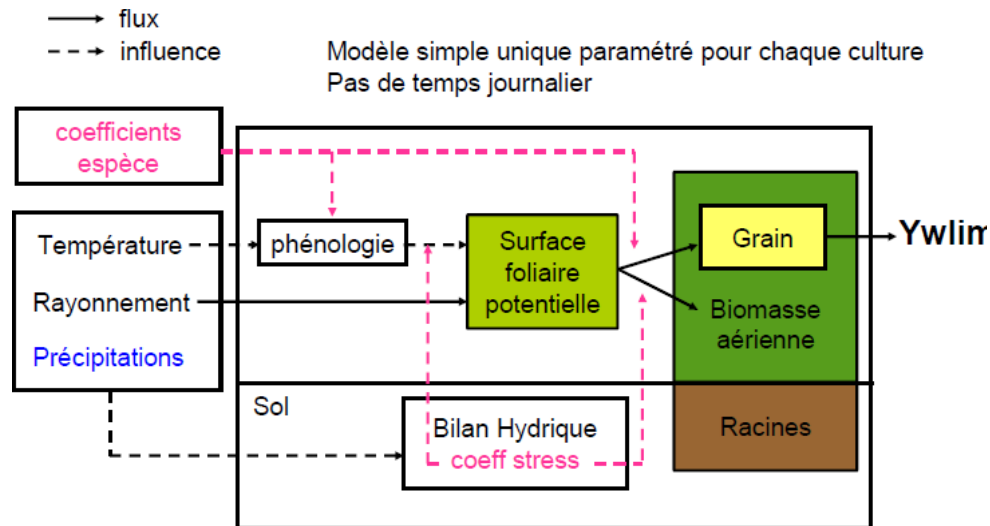 flux
influence
Modèle simple unique paramétré pour chaque culture
Pas de temps journalier
coefficients
espèce
Température
Rayonnement
Précipitations
phénologie
Surface
foliaire
potentielle
Grain
Ywlim
Biomasse
aérienne
Sol
Bilan Hydrique
coeff stress
Racines